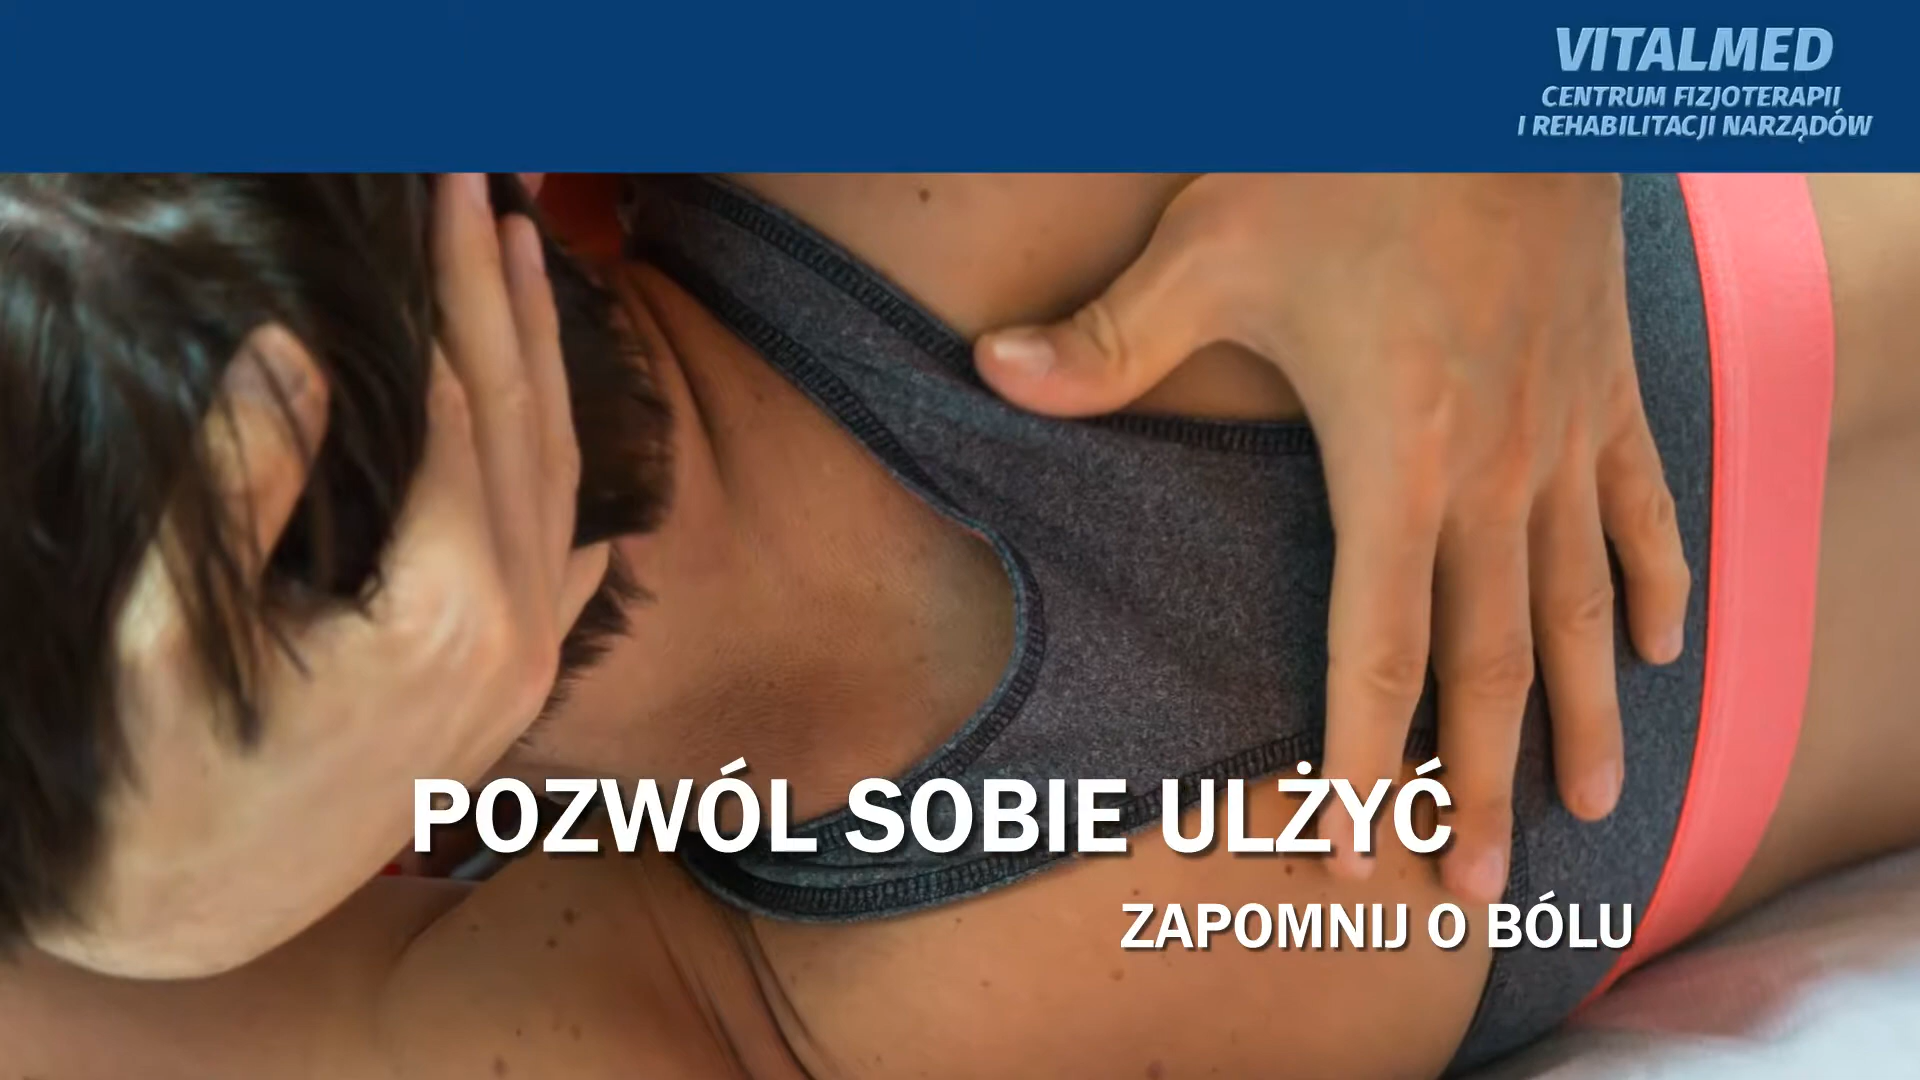 VITALMED
CENTRUM FIZJOTERAPII
I REHABILITACJI NARZĄDÓW
POZWÓL SOBIE ULŻYĆ
ZAPOMNIJ O BÓLU